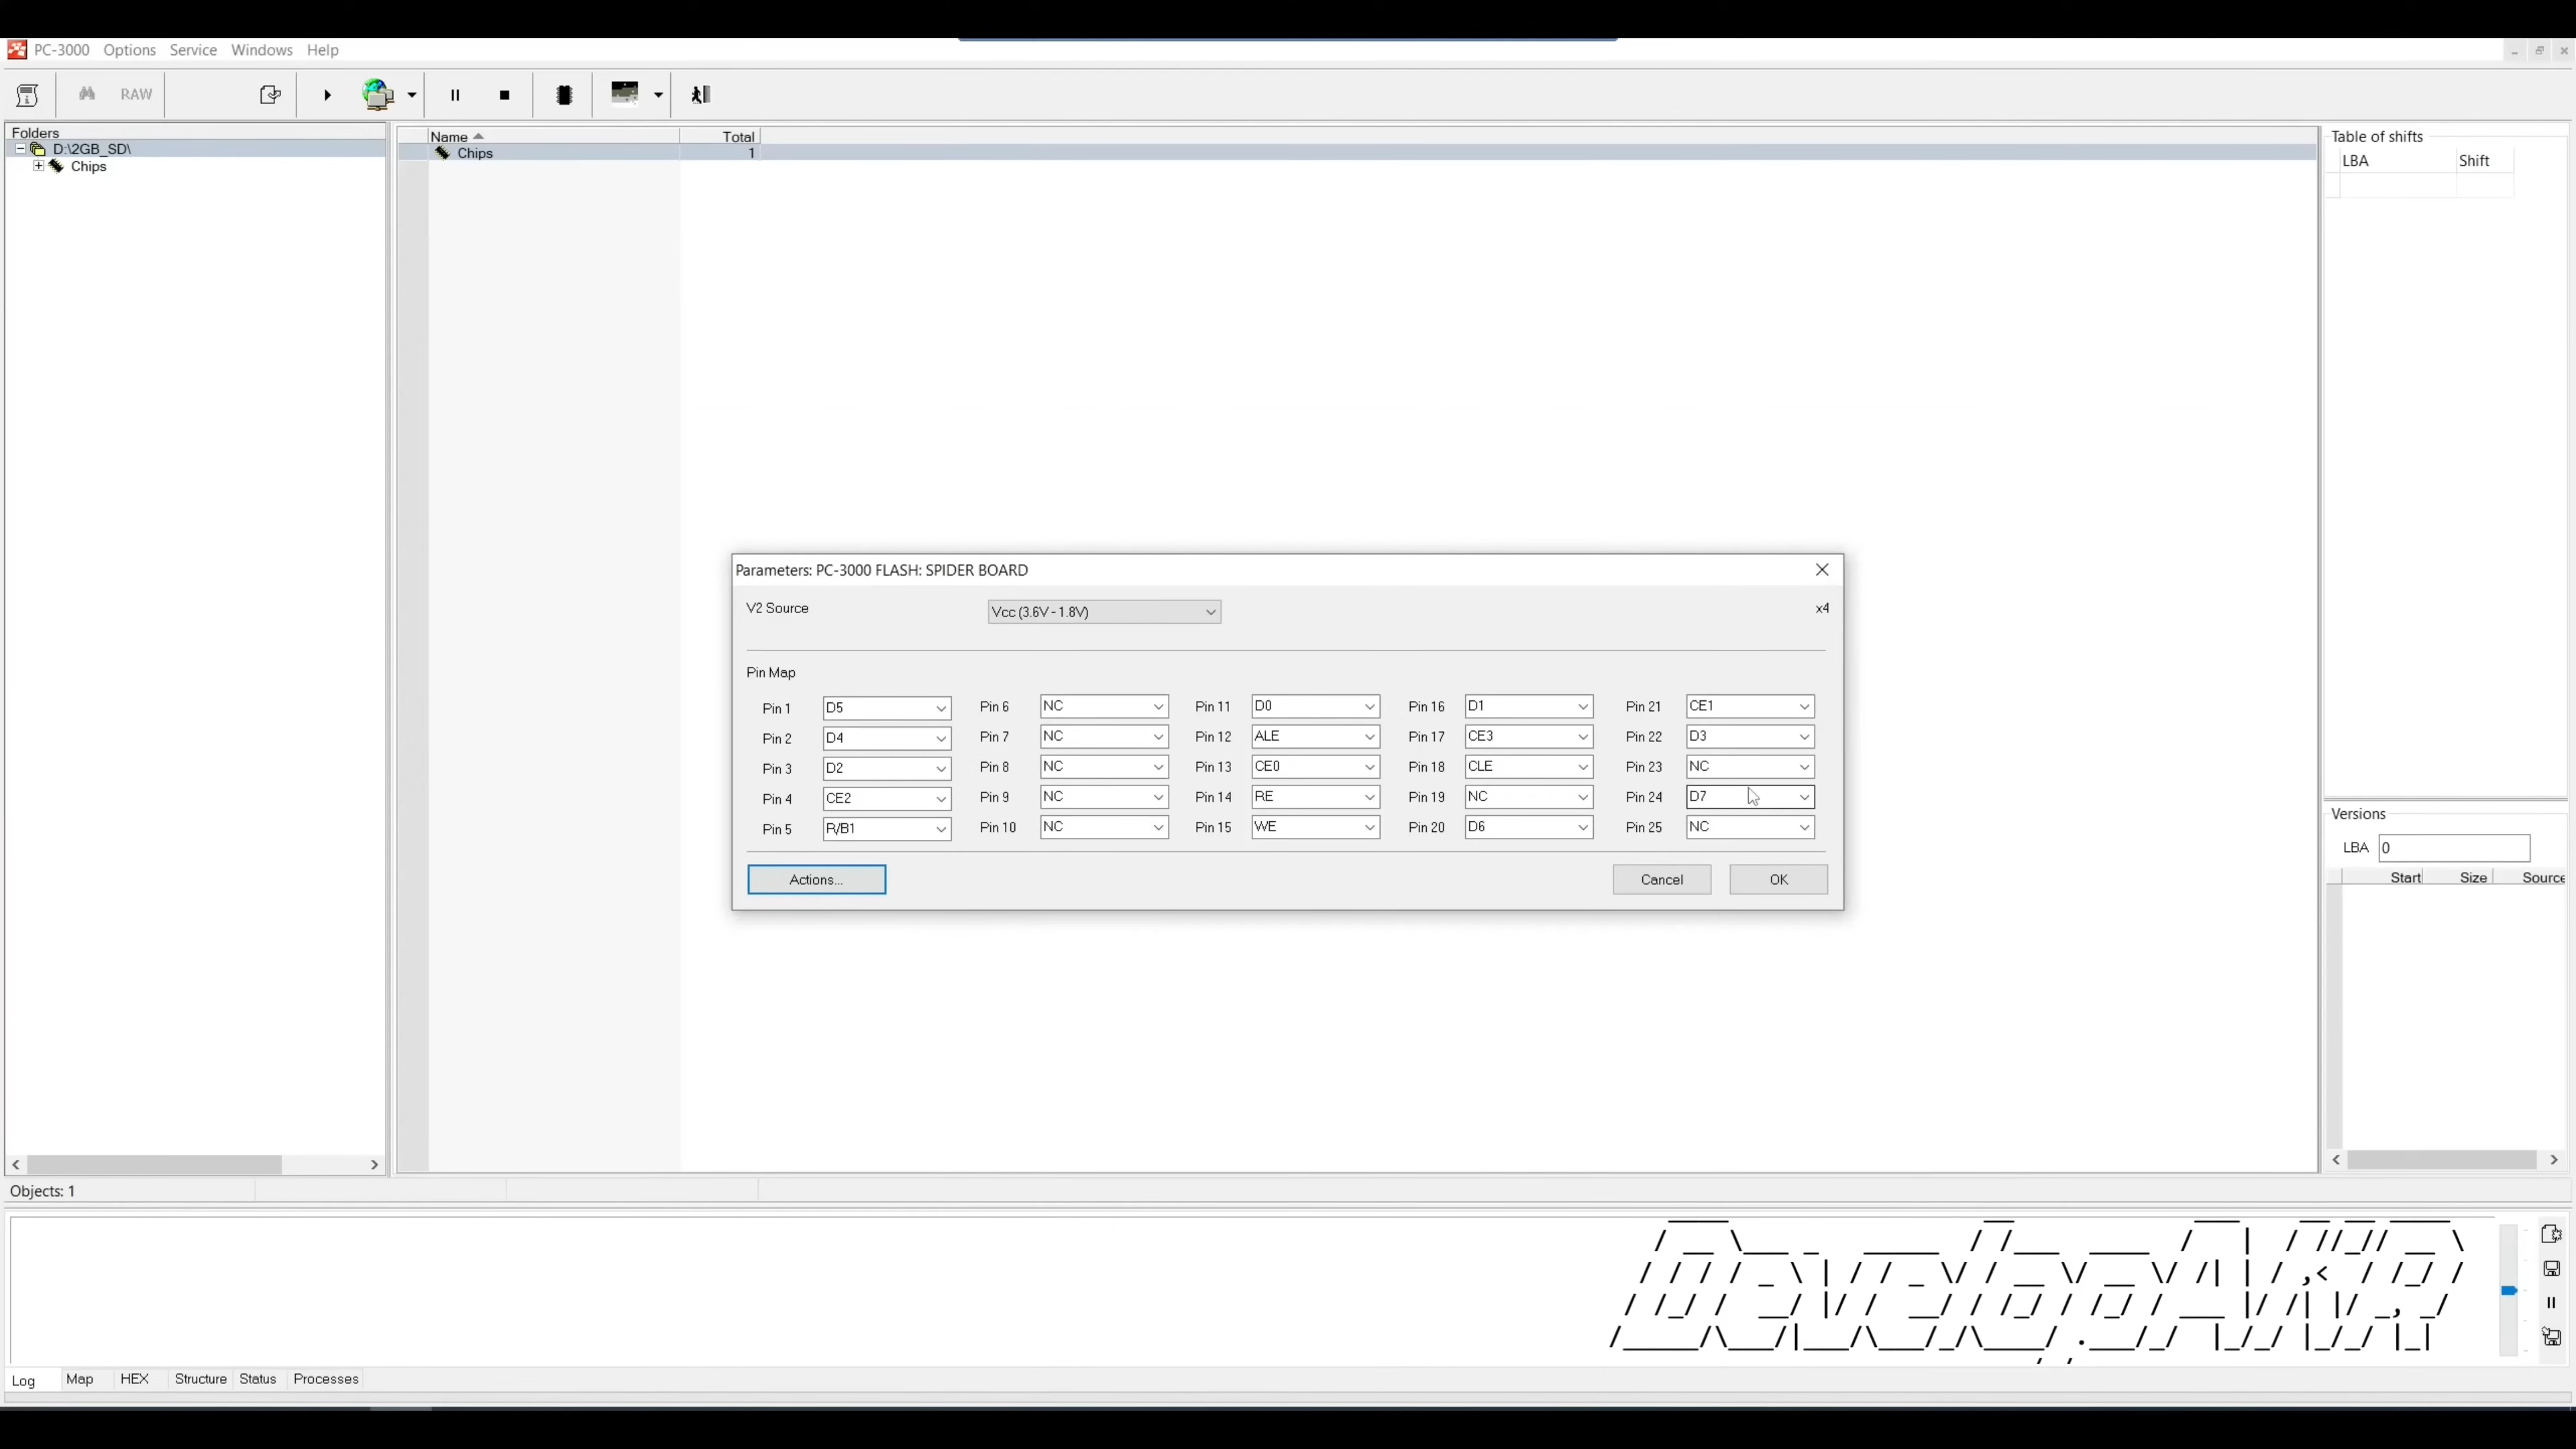 PC-3000 Options Service Windows Help
RAW
Folders
D:\2GB_SD\
Chips
Name Total
Chips 1
Table of shifts
LBA Shift
Parameters: PC-3000 FLASH: SPIDER BOARD
V2 Source Vcc (3.6V - 1.8V) x4
Pin Map
Pin 1 D5 Pin 6 NC Pin 11 D0 Pin 16 D1 Pin 21 CE1
Pin 2 D4 Pin 7 NC Pin 12 ALE Pin 17 CE3 Pin 22 D3
Pin 3 D2 Pin 8 NC Pin 13 CE0 Pin 18 CLE Pin 23 NC
Pin 4 CE2 Pin 9 NC Pin 14 RE Pin 19 NC Pin 24 D7
Pin 5 R/B1 Pin 10 NC Pin 15 WE Pin 20 D6 Pin 25 NC
Actions... Cancel OK
Versions
LBA 0
Start Size Source
Objects: 1
DevelopAKR
Log Map HEX Structure Status Processes